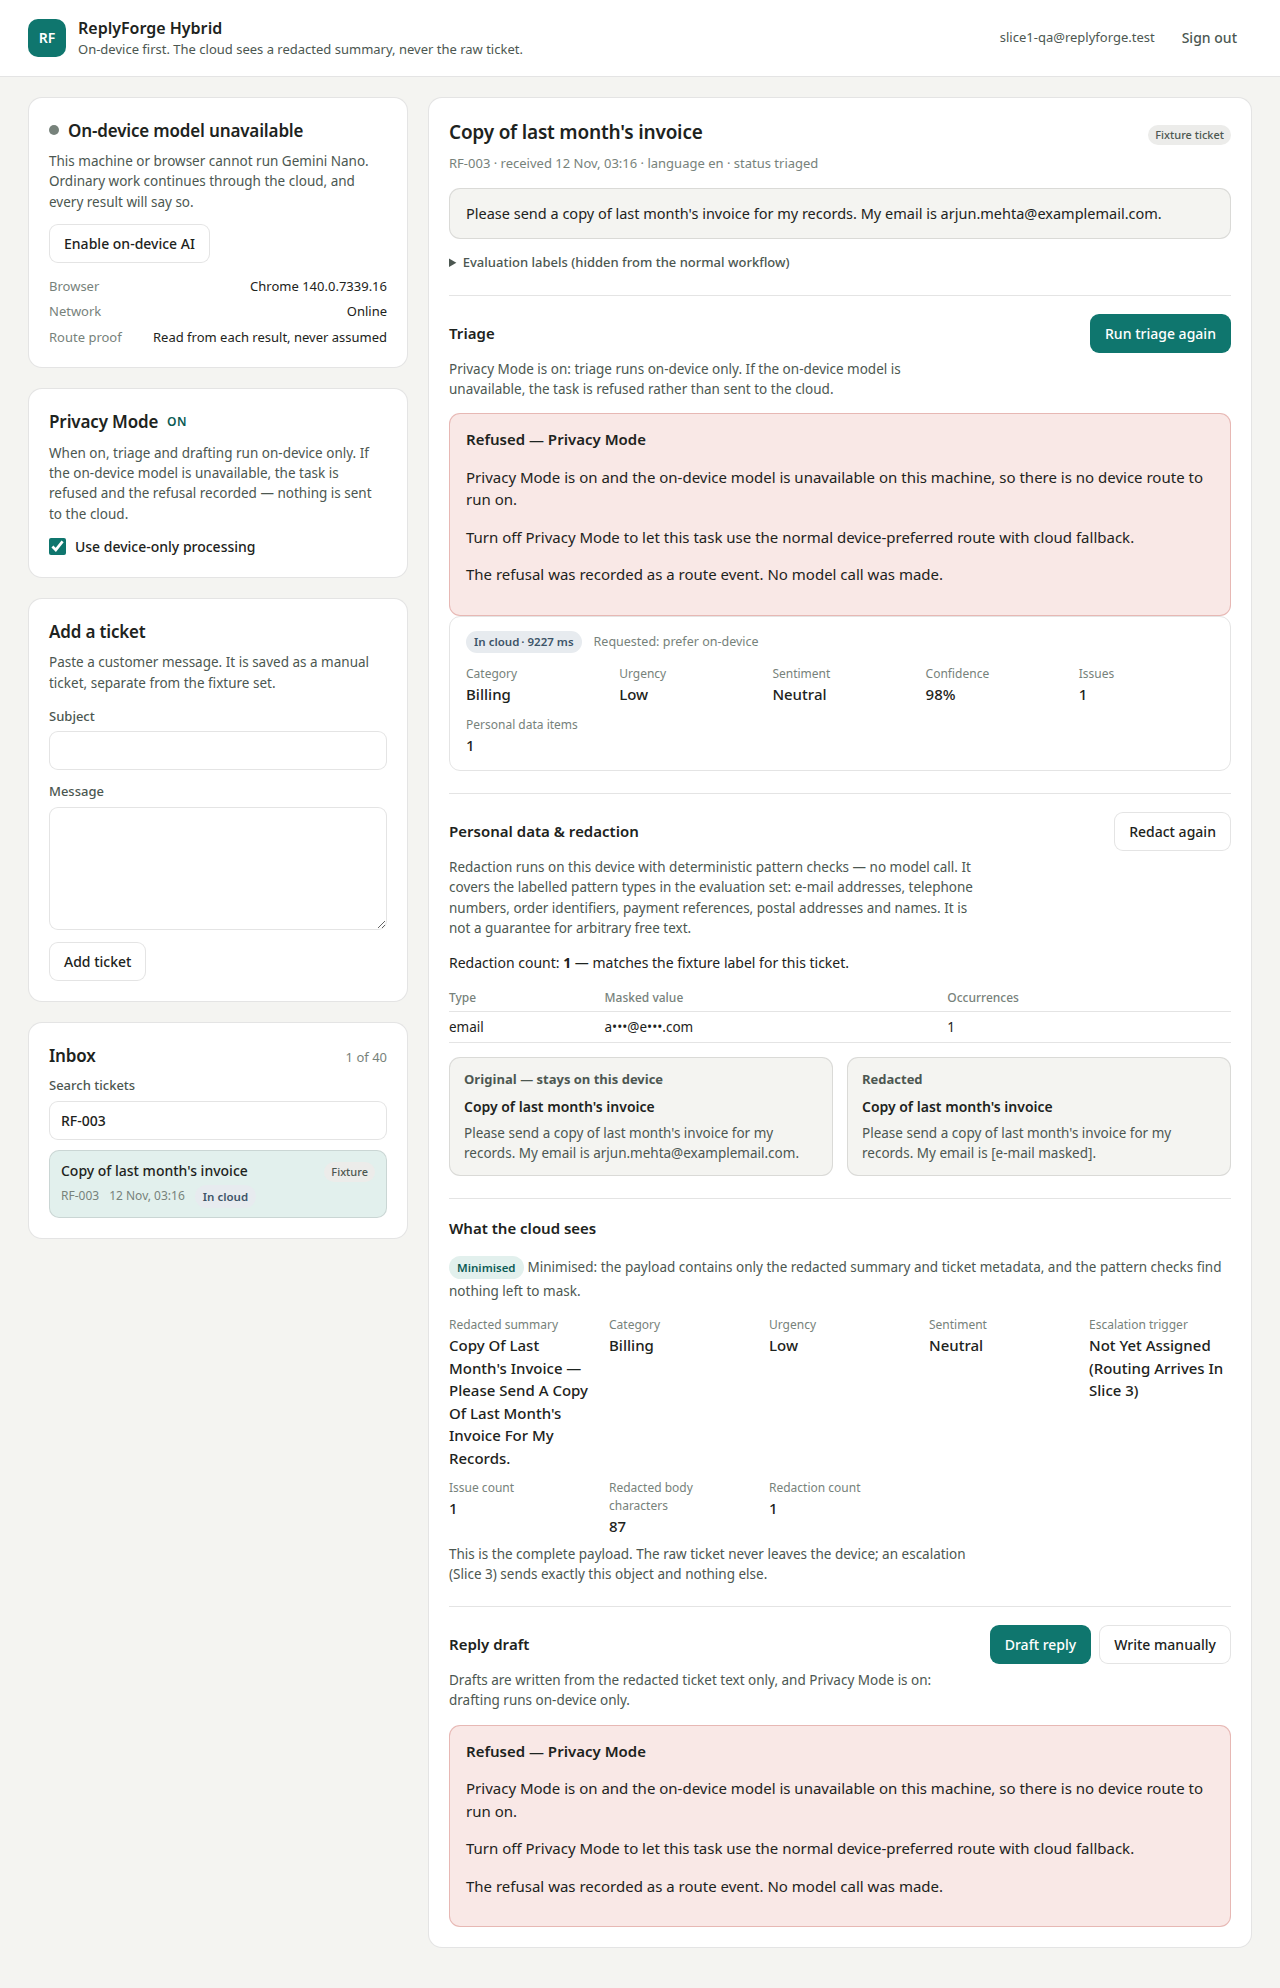 RF
ReplyForge Hybrid
On-device first. The cloud sees a redacted summary, never the raw ticket.
slice1-qa@replyforge.test
Sign out
On-device model unavailable
This machine or browser cannot run Gemini Nano.
Ordinary work continues through the cloud, and
every result will say so.
Enable on-device AI
Browser Chrome 140.0.7339.16
Network Online
Route proof Read from each result, never assumed
Privacy Mode ON
When on, triage and drafting run on-device only. If
the on-device model is unavailable, the task is
refused and the refusal recorded — nothing is sent
to the cloud.
Use device-only processing
Add a ticket
Paste a customer message. It is saved as a manual
ticket, separate from the fixture set.
Subject
Message
Add ticket
Inbox 1 of 40
Search tickets
RF-003
Copy of last month's invoice Fixture
RF-003 12 Nov, 03:16 In cloud
Copy of last month's invoice Fixture ticket
RF-003 · received 12 Nov, 03:16 · language en · status triaged
Please send a copy of last month's invoice for my records. My email is arjun.mehta@examplemail.com.
▶ Evaluation labels (hidden from the normal workflow)
Triage
Run triage again
Privacy Mode is on: triage runs on-device only. If the on-device model is
unavailable, the task is refused rather than sent to the cloud.
Refused — Privacy Mode
Privacy Mode is on and the on-device model is unavailable on this machine, so there is no device route to
run on.
Turn off Privacy Mode to let this task use the normal device-preferred route with cloud fallback.
The refusal was recorded as a route event. No model call was made.
In cloud · 9227 ms Requested: prefer on-device
Category Urgency Sentiment Confidence Issues
Billing Low Neutral 98% 1
Personal data items
1
Personal data & redaction
Redact again
Redaction runs on this device with deterministic pattern checks — no model call. It
covers the labelled pattern types in the evaluation set: e-mail addresses, telephone
numbers, order identifiers, payment references, postal addresses and names. It is
not a guarantee for arbitrary free text.
Redaction count: 1 — matches the fixture label for this ticket.
Type Masked value Occurrences
email a•••@e•••.com 1
Original — stays on this device
Copy of last month's invoice
Please send a copy of last month's invoice for my
records. My email is arjun.mehta@examplemail.com.
Redacted
Copy of last month's invoice
Please send a copy of last month's invoice for my
records. My email is [e-mail masked].
What the cloud sees
Minimised Minimised: the payload contains only the redacted summary and ticket metadata, and the pattern checks find
nothing left to mask.
Redacted summary
Copy Of Last
Month's Invoice —
Please Send A Copy
Of Last Month's
Invoice For My
Records.
Category
Billing
Urgency
Low
Sentiment
Neutral
Escalation trigger
Not Yet Assigned
(Routing Arrives In
Slice 3)
Issue count
1
Redacted body
characters
87
Redaction count
1
This is the complete payload. The raw ticket never leaves the device; an escalation
(Slice 3) sends exactly this object and nothing else.
Reply draft
Draft reply
Write manually
Drafts are written from the redacted ticket text only, and Privacy Mode is on:
drafting runs on-device only.
Refused — Privacy Mode
Privacy Mode is on and the on-device model is unavailable on this machine, so there is no device route to
run on.
Turn off Privacy Mode to let this task use the normal device-preferred route with cloud fallback.
The refusal was recorded as a route event. No model call was made.